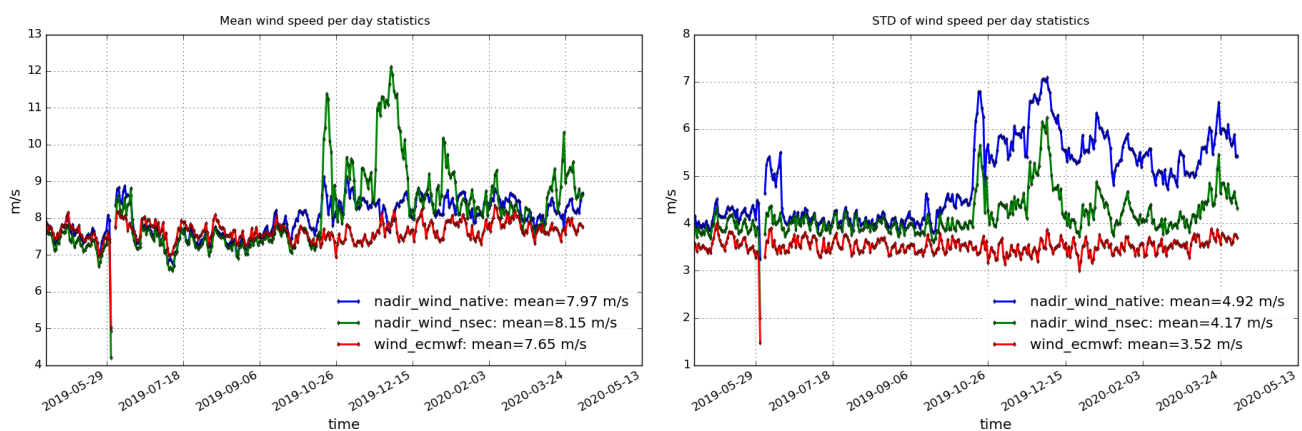 Mean wind speed per day statistics
13
12
11
10
9
8
7
6
5
4
m/s
nadir_wind_native: mean=7.97 m/s
nadir_wind_nsec: mean=8.15 m/s
wind_ecmwf: mean=7.65 m/s
2019-05-29
2019-07-18
2019-09-06
2019-10-26
2019-12-15
2020-02-03
2020-03-24
2020-05-13
time
STD of wind speed per day statistics
8
7
6
5
4
3
2
1
m/s
nadir_wind_native: mean=4.92 m/s
nadir_wind_nsec: mean=4.17 m/s
wind_ecmwf: mean=3.52 m/s
2019-05-29
2019-07-18
2019-09-06
2019-10-26
2019-12-15
2020-02-03
2020-03-24
2020-05-13
time